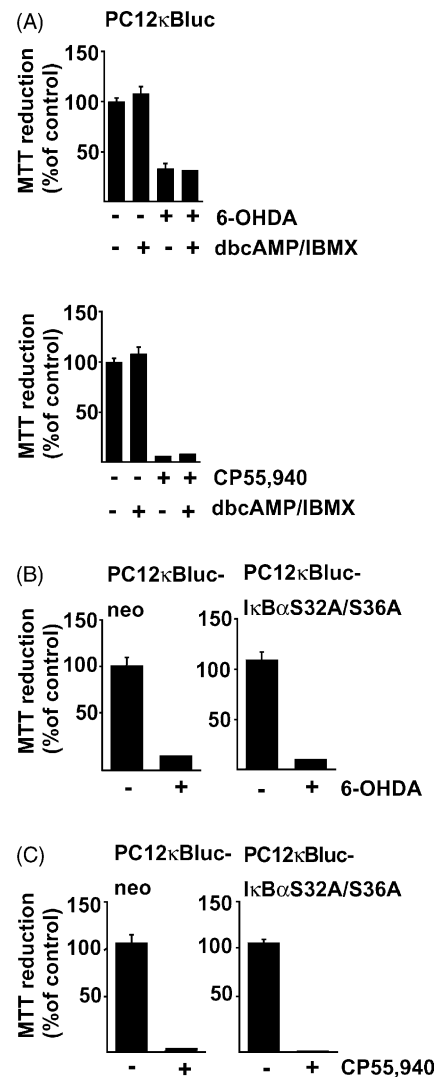 (A) PC12κBluc
MTT reduction
(%of control)
150
100
50
- - + + 6-OHDA
- + - + dbcAMP/IBMX
MTT reduction
(%of control)
150
100
50
- - + + CP55,940
- + - + dbcAMP/IBMX
(B) PC12κBluc- PC12κBluc-
neo IκBαS32A/S36A
MTT reduction
(%of control)
150 150
100 100
50 50
- + - + 6-OHDA
(C) PC12κBluc- PC12κBluc-
neo IκBαS32A/S36A
MTT reduction
(%of control)
150 150
100 100
50 50
- + - + CP55,940